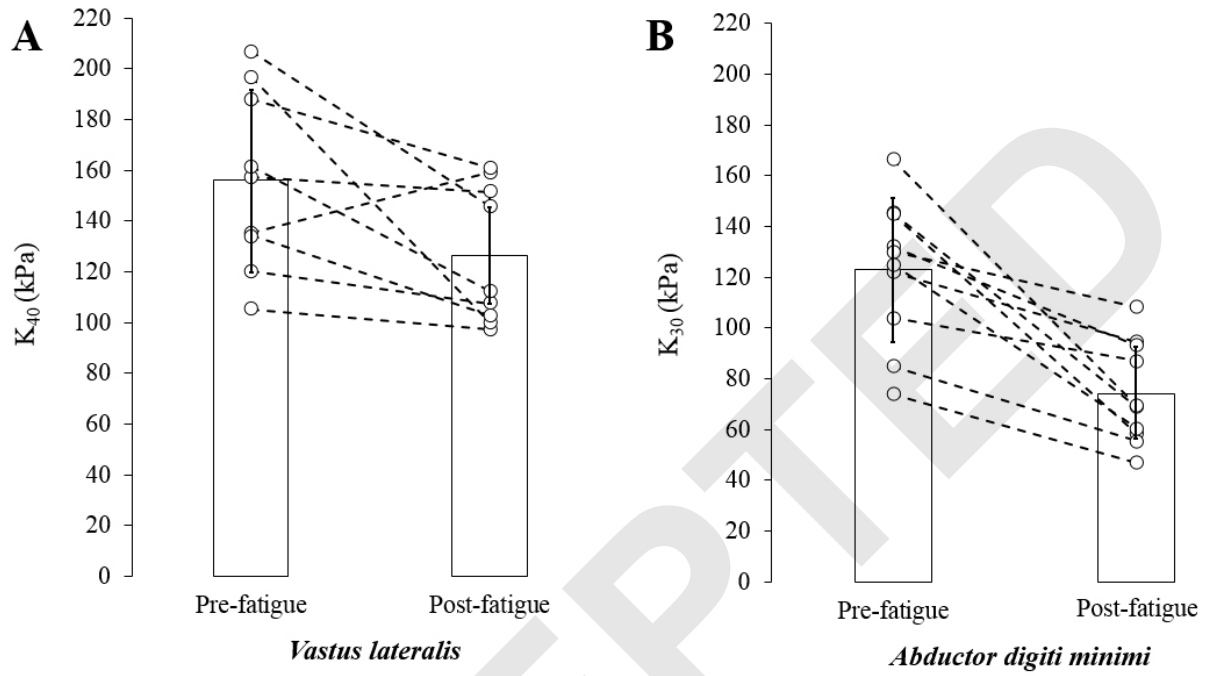 A
K40 (kPa)
220
200
180
160
140
120
100
80
60
40
20
0
Pre-fatigue Post-fatigue
Vastus lateralis
B
K30 (kPa)
220
200
180
160
140
120
100
80
60
40
20
0
Pre-fatigue Post-fatigue
Abductor digiti minimi
EPTED